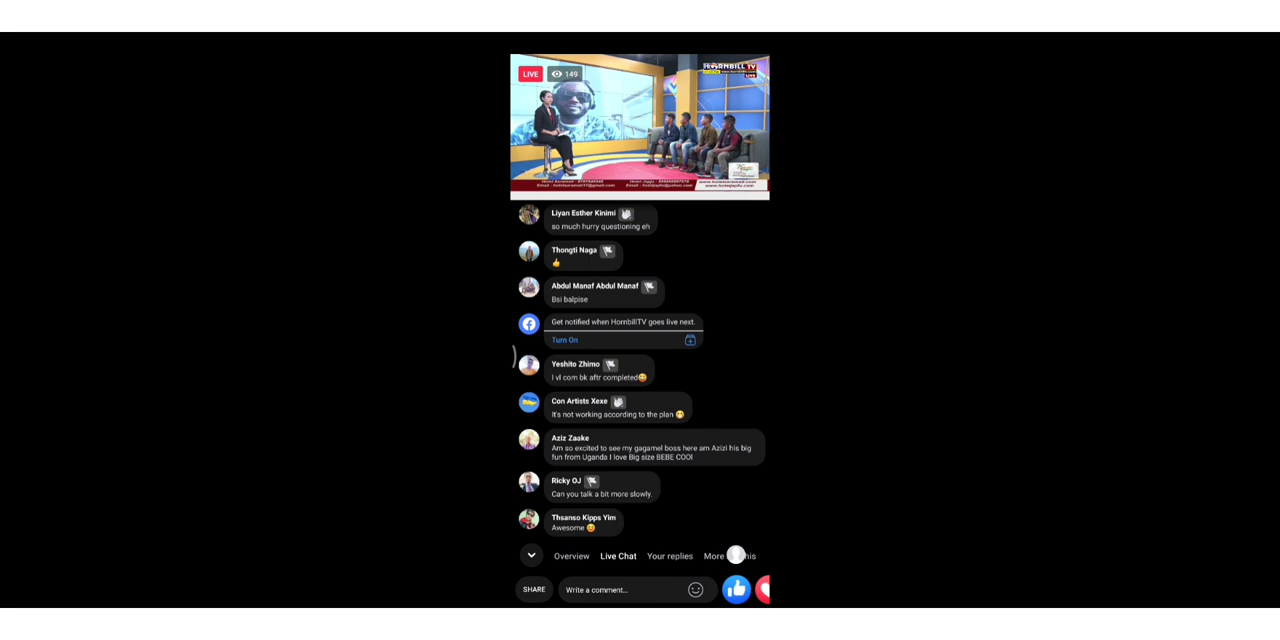 LIVE
149
HORNBILL TV
LIVE
Liyan Esther Kinimi
so much hurry questioning eh
Thongti Naga
👍
Abdul Manaf Abdul Manaf
Bsi balpise
Get notified when HornbillTV goes live next.
Turn On
Yeshito Zhimo
I vl com bk aftr completed😀
Con Artists Xexe
It's not working according to the plan 🤭
Aziz Zaake
Am so excited to see my gagamel boss here am Azizi his big
fun from Uganda I love Big size BEBE COOl
Ricky OJ
Can you talk a bit more slowly.
Thsanso Kipps Yim
Awesome 😆
Overview Live Chat Your replies More
SHARE
Write a comment...